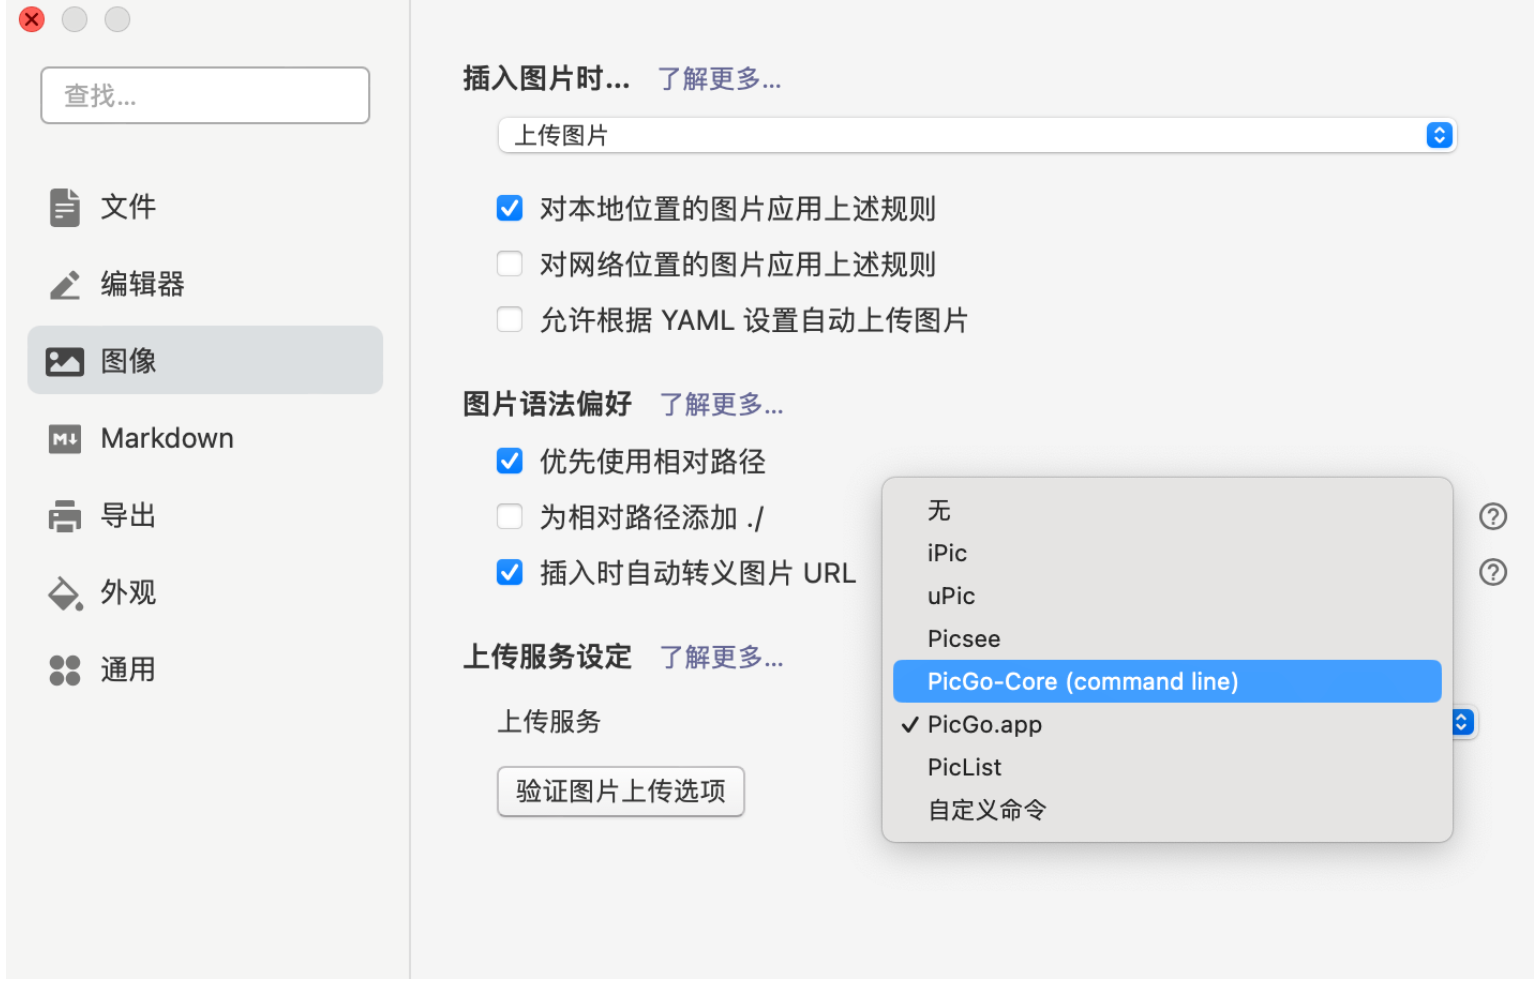 查找...
文件
编辑器
图像
M↓
Markdown
导出
外观
通用
插入图片时... 了解更多...
上传图片
对本地位置的图片应用上述规则
对网络位置的图片应用上述规则
允许根据 YAML 设置自动上传图片
图片语法偏好 了解更多...
优先使用相对路径
为相对路径添加 ./
?
插入时自动转义图片 URL
?
上传服务设定 了解更多...
上传服务
验证图片上传选项
无
iPic
uPic
Picsee
PicGo-Core (command line)
✓ PicGo.app
PicList
自定义命令